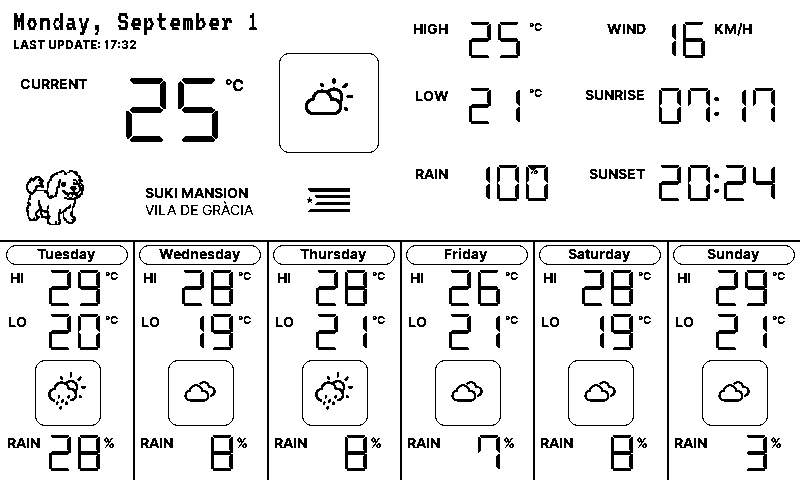 Monday, September 1
LAST UPDATE: 17:32
CURRENT 25 °C
SUKI MANSION
VILA DE GRÀCIA
HIGH 25 °C
LOW 21 °C
RAIN 100 %
WIND 16 KM/H
SUNRISE 07:17
SUNSET 20:24
Tuesday
HI 29 °C
LO 20 °C
RAIN 28 %
Wednesday
HI 28 °C
LO 19 °C
RAIN 8 %
Thursday
HI 28 °C
LO 21 °C
RAIN 8 %
Friday
HI 26 °C
LO 21 °C
RAIN 7 %
Saturday
HI 28 °C
LO 19 °C
RAIN 8 %
Sunday
HI 29 °C
LO 21 °C
RAIN 3 %